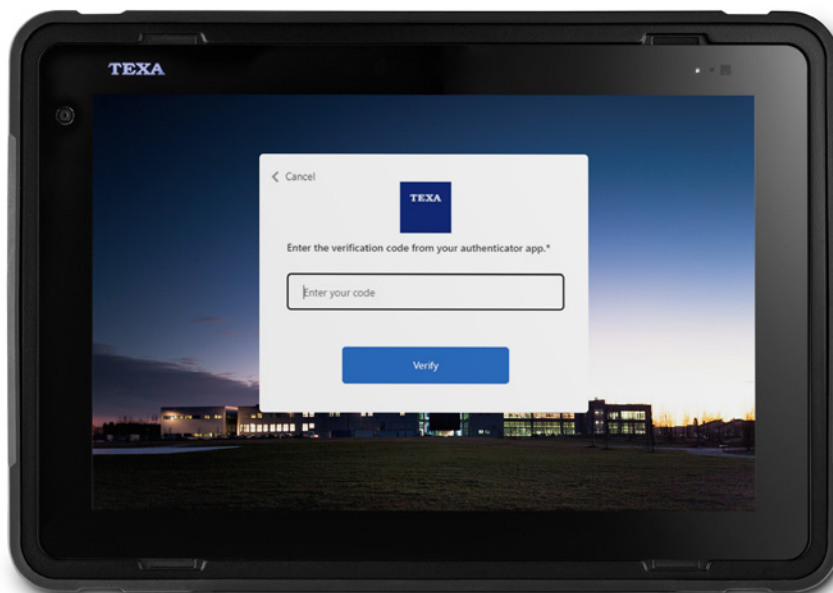 TEXA
Cancel
TEXA
Enter the verification code from your authenticator app.*
Enter your code
Verify